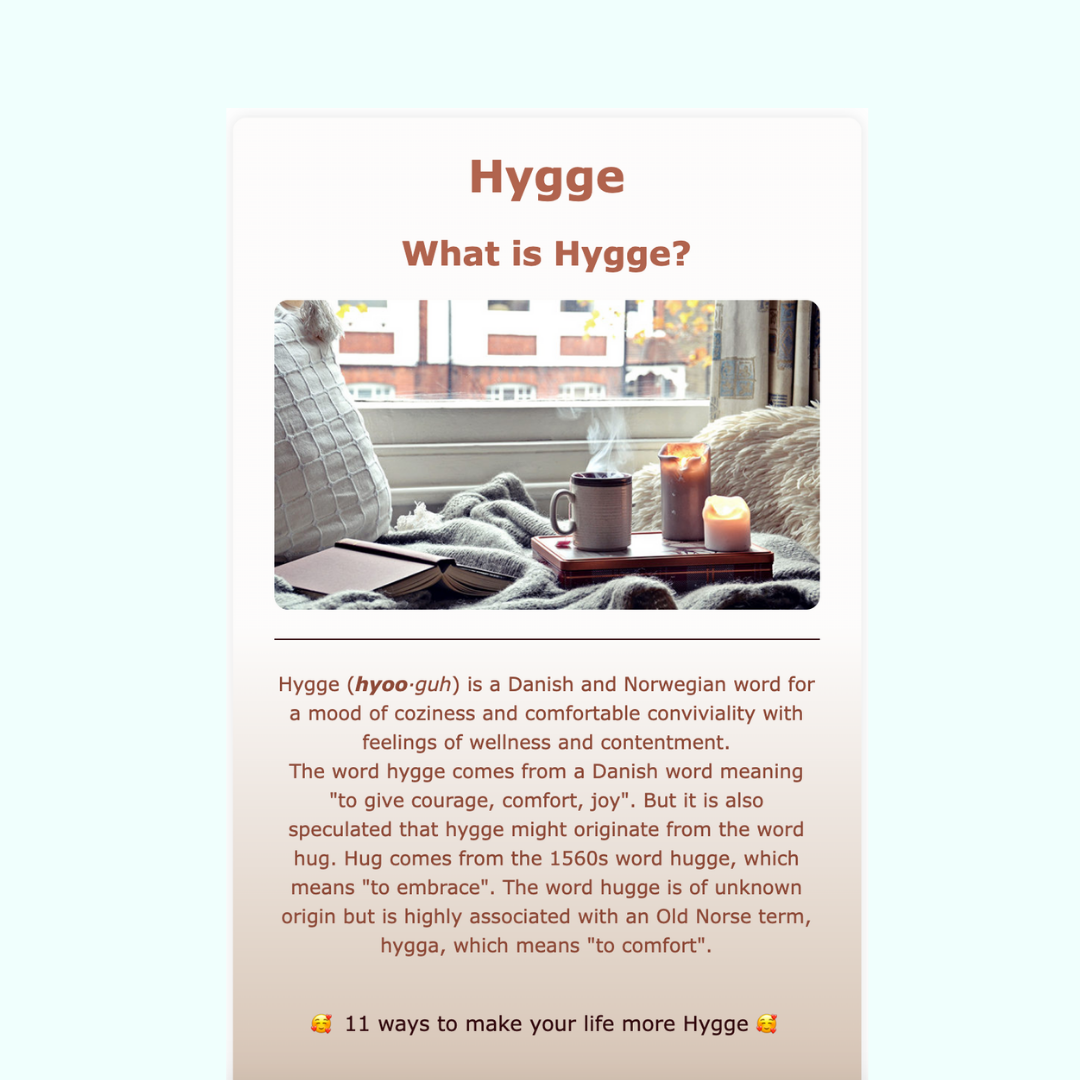 Hygge
What is Hygge?
Hygge (hyoo·guh) is a Danish and Norwegian word for
a mood of coziness and comfortable conviviality with
feelings of wellness and contentment.
The word hygge comes from a Danish word meaning
"to give courage, comfort, joy". But it is also
speculated that hygge might originate from the word
hug. Hug comes from the 1560s word hugge, which
means "to embrace". The word hugge is of unknown
origin but is highly associated with an Old Norse term,
hygga, which means "to comfort".
🥰 11 ways to make your life more Hygge 🥰